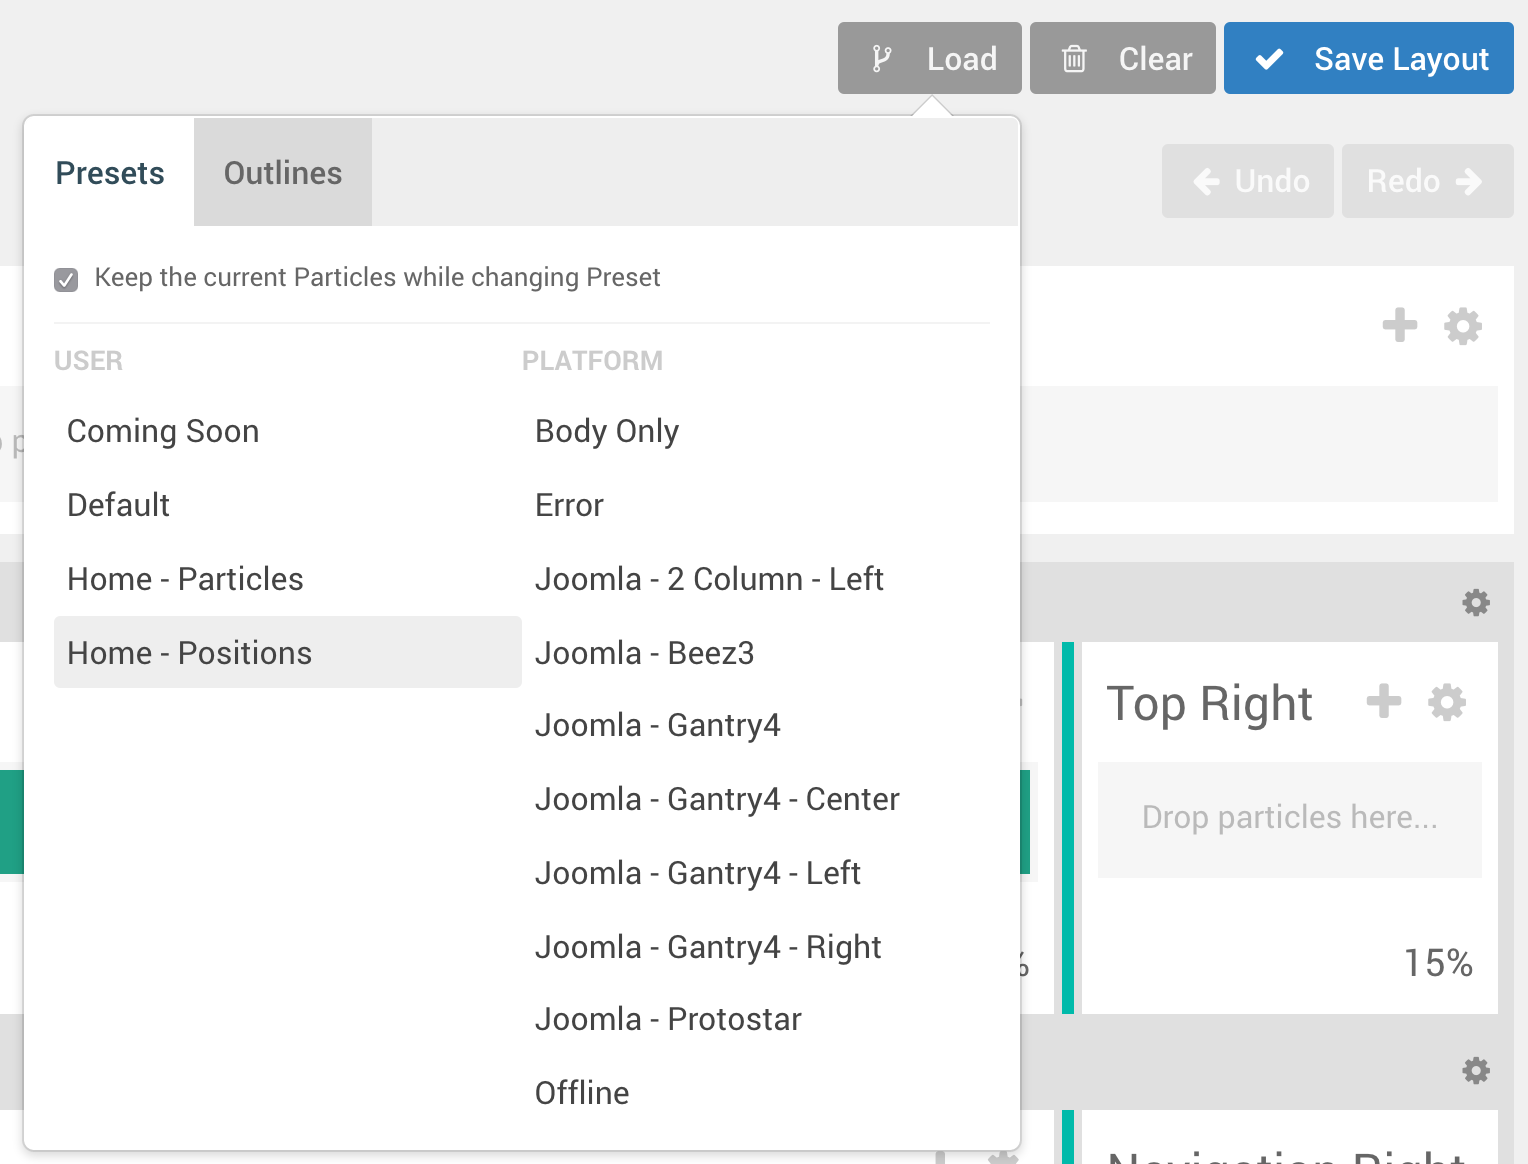 Load
Clear
Save Layout
Presets
Outlines
Undo
Redo
Keep the current Particles while changing Preset
USER
PLATFORM
Coming Soon
Body Only
Default
Error
Home - Particles
Joomla - 2 Column - Left
Home - Positions
Joomla - Beez3
Top Right
Joomla - Gantry4
Joomla - Gantry4 - Center
Drop particles here...
Joomla - Gantry4 - Left
Joomla - Gantry4 - Right
%
15%
Joomla - Protostar
Offline
Navigation Right